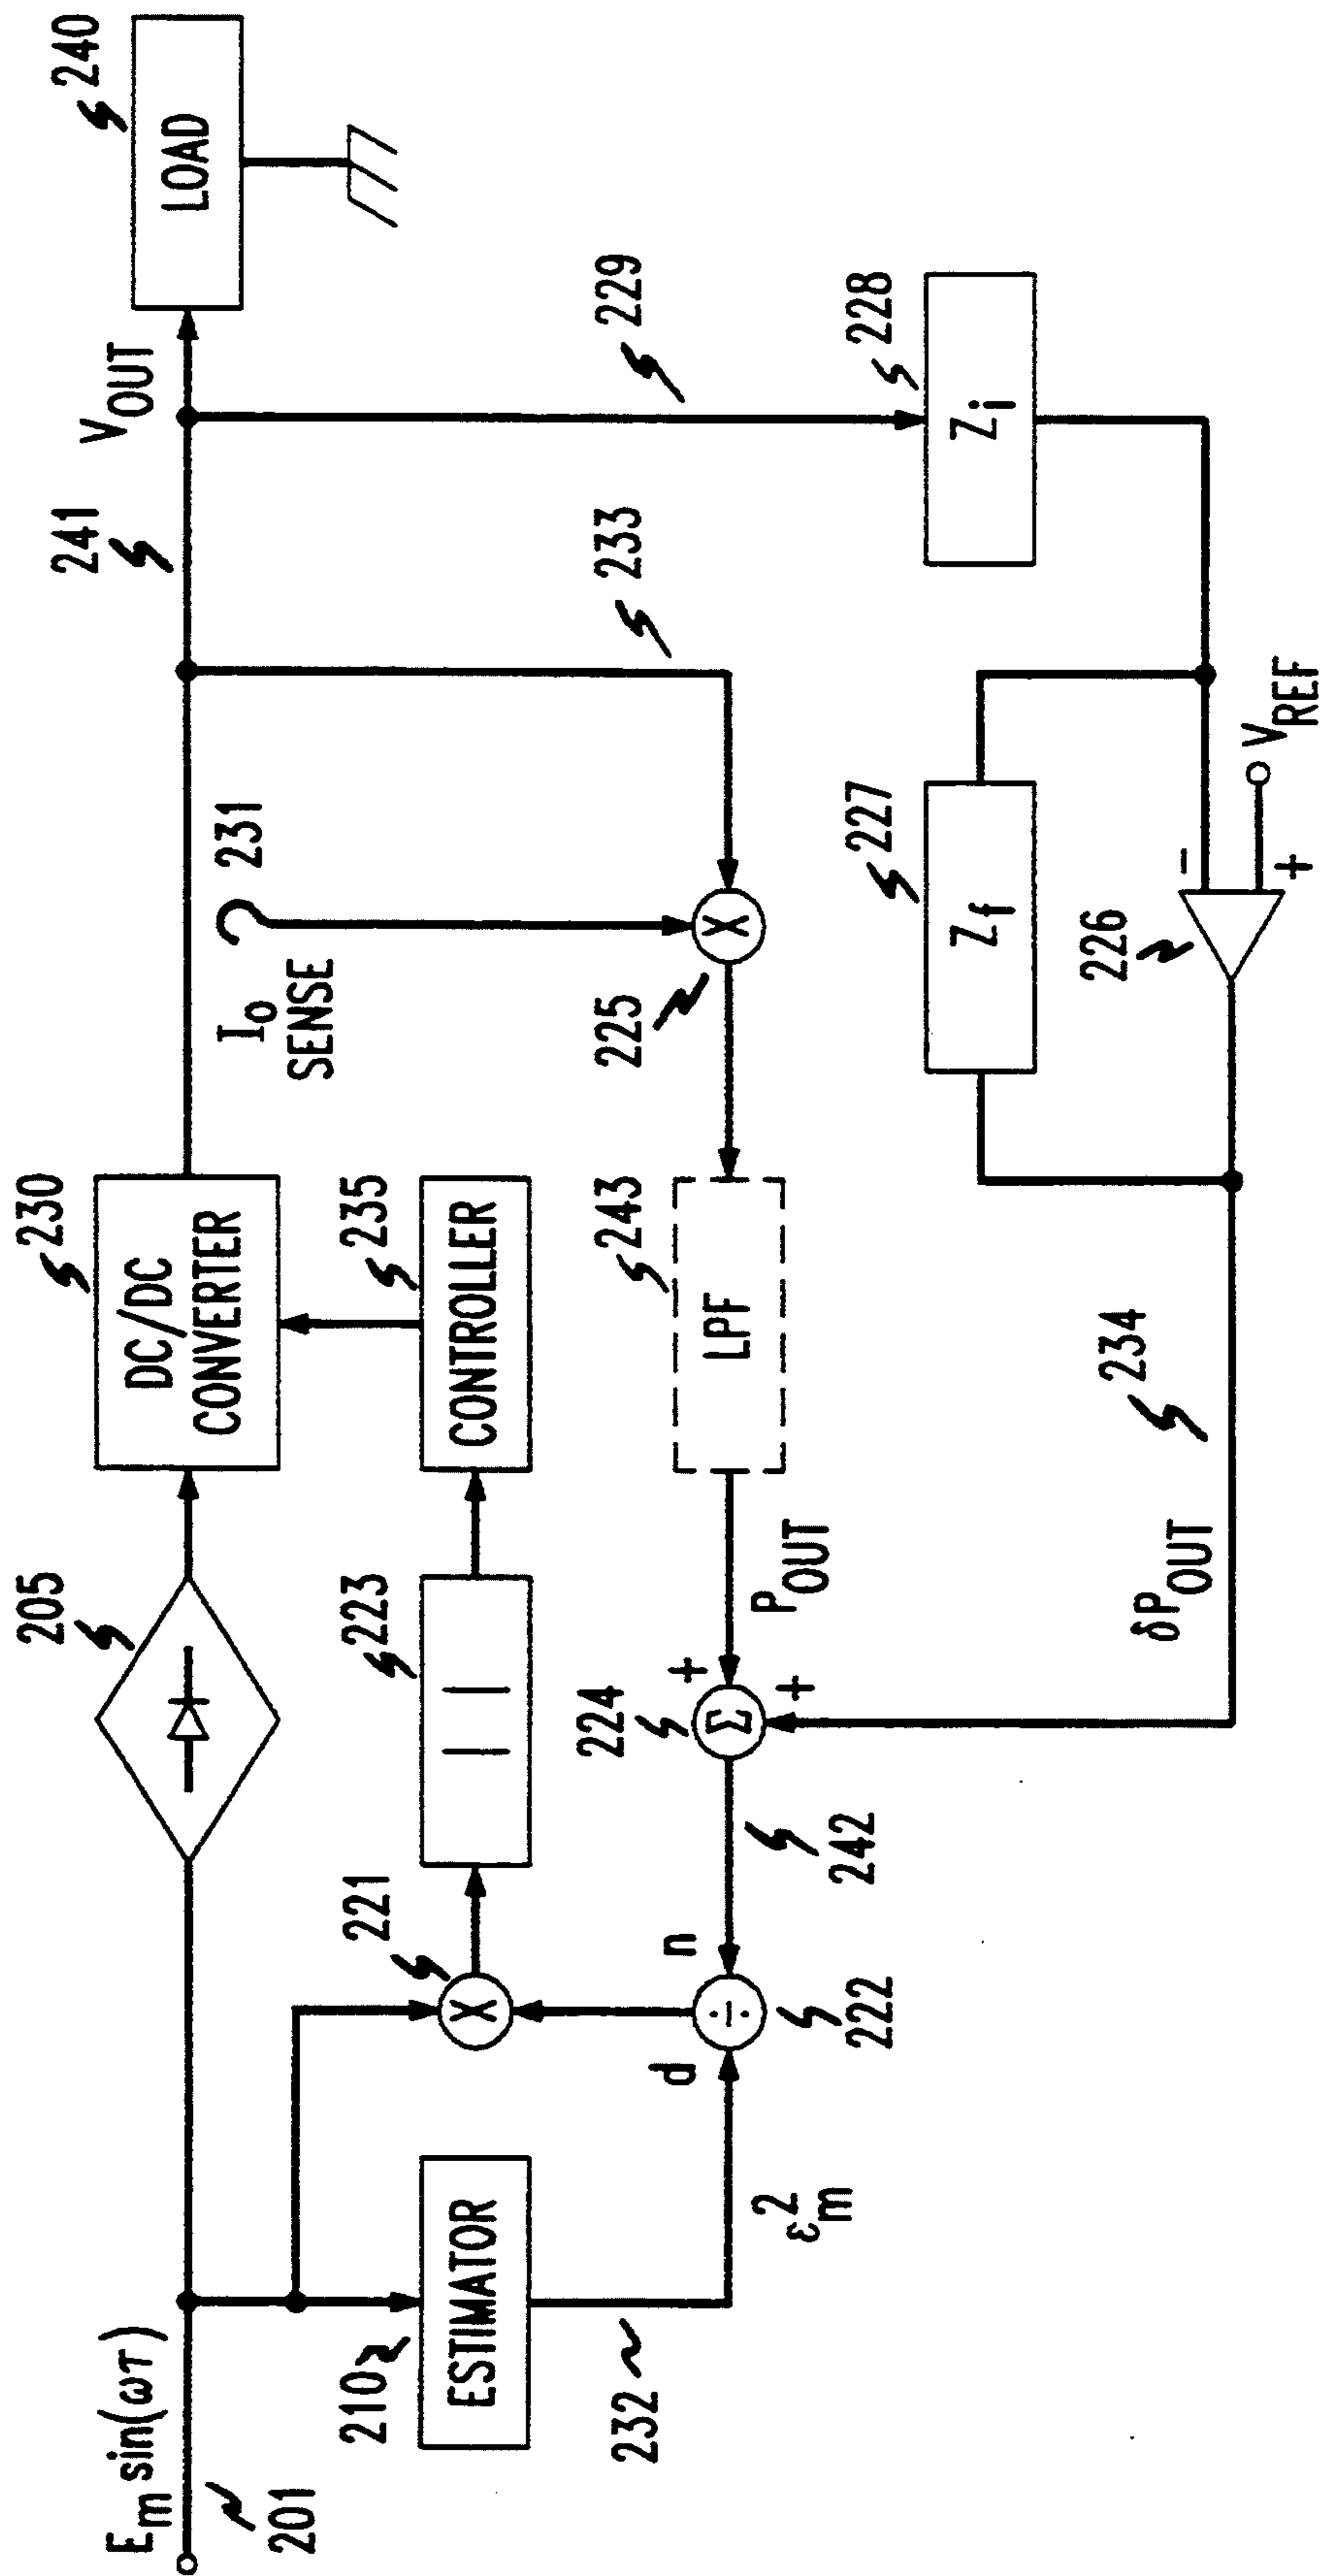 E_m sin(ωτ)
201
205
230
DC/DC
CONVERTER
241
V_OUT
240
LOAD
210
ESTIMATOR
221
X
223
| |
235
CONTROLLER
I_o
SENSE
231
233
229
232
ε_m^2
d
÷
n
222
242
224
Σ
+
+
P_OUT
243
LPF
225
X
228
Z_i
227
Z_f
δP_OUT
234
226
-
+
V_REF